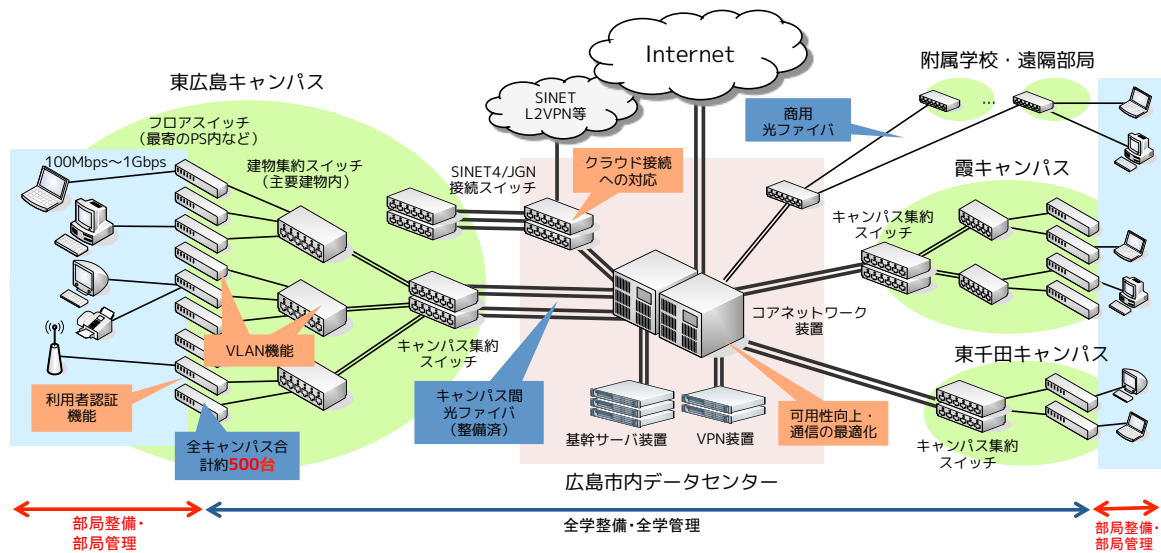 Internet
附属学校・遠隔部局
東広島キャンパス
SINET
L2VPN等
商用
光ファイバ
…
フロアスイッチ
（最寄のPS内など）
100Mbps～1Gbps
建物集約スイッチ
（主要建物内）
SINET4/JGN
接続スイッチ
クラウド接続
への対応
霞キャンパス
キャンパス集約
スイッチ
コアネットワーク
装置
VLAN機能
キャンパス集約
スイッチ
東千田キャンパス
利用者認証
機能
キャンパス間
光ファイバ
（整備済）
基幹サーバ装置
VPN装置
可用性向上・
通信の最適化
キャンパス集約
スイッチ
全キャンパス合
計約500台
広島市内データセンター
部局整備・
部局管理
全学整備・全学管理
部局整備・
部局管理